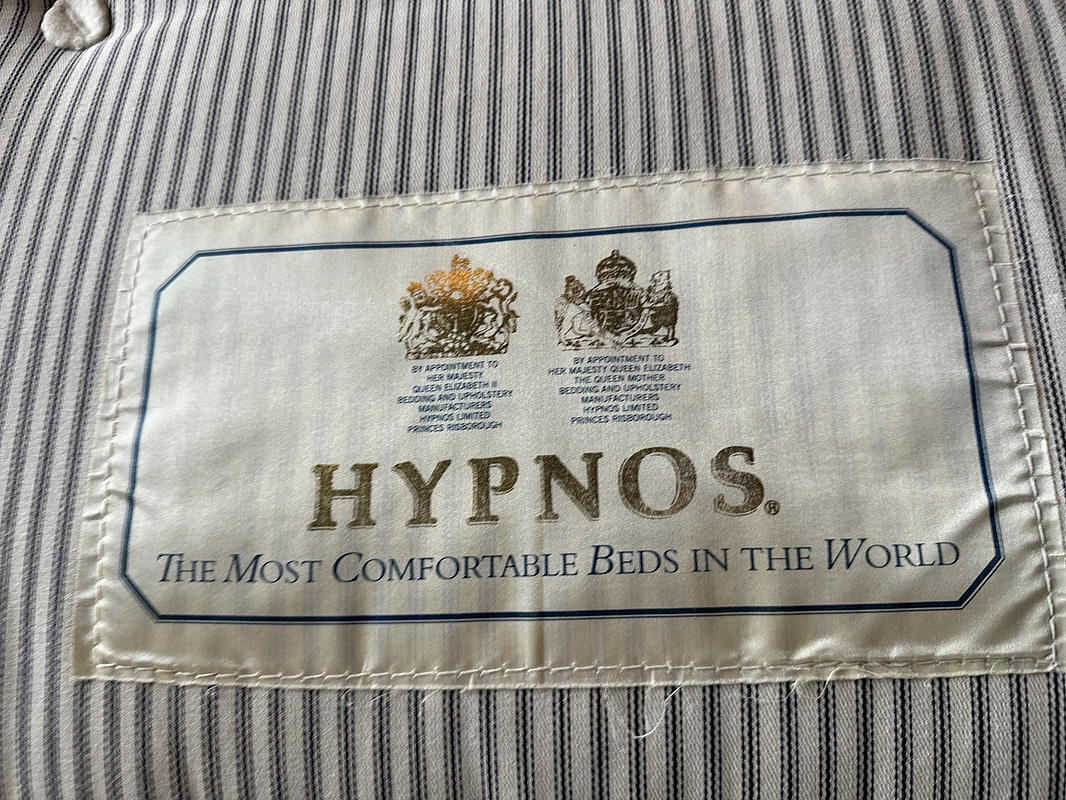 BY APPOINTMENT TO
HER MAJESTY
QUEEN ELIZABETH II
BEDDING AND UPHOLSTERY
MANUFACTURERS
HYPNOS LIMITED
PRINCES RISBOROUGH
BY APPOINTMENT TO
HER MAJESTY QUEEN ELIZABETH
THE QUEEN MOTHER
BEDDING AND UPHOLSTERY
MANUFACTURERS
HYPNOS LIMITED
PRINCES RISBOROUGH
HYPNOS®
THE MOST COMFORTABLE BEDS IN THE WORLD